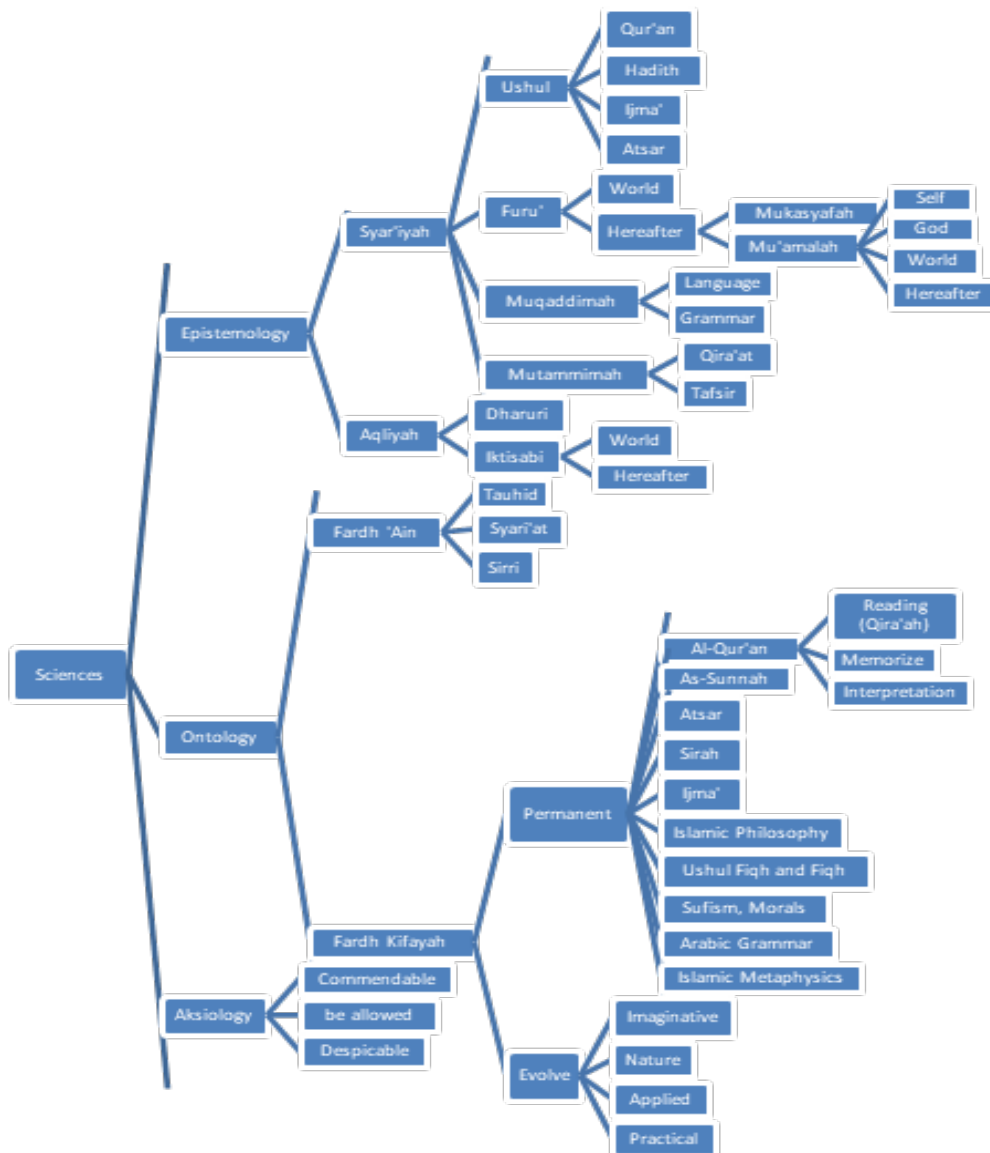 Qur'an
Ushul
Hadith
Ijma'
Atsar
World
Furu'
Hereafter
Mukasyafah
Mu'amalah
Self
God
World
Hereafter
Syar'iyah
Muqaddimah
Language
Grammar
Epistemology
Qira'at
Mutammimah
Tafsir
Aqliyah
Dharuri
Iktisabi
World
Hereafter
Tauhid
Fardh 'Ain
Syari'at
Sirri
Sciences
Reading
(Qira'ah)
Al-Qur'an
Memorize
As-Sunnah
Interpretation
Ontology
Atsar
Sirah
Ijma'
Permanent
Islamic Philosophy
Ushul Fiqh and Fiqh
Sufism, Morals
Fardh Kifayah
Arabic Grammar
Islamic Metaphysics
Commendable
Aksiology
be allowed
Despicable
Imaginative
Evolve
Nature
Applied
Practical